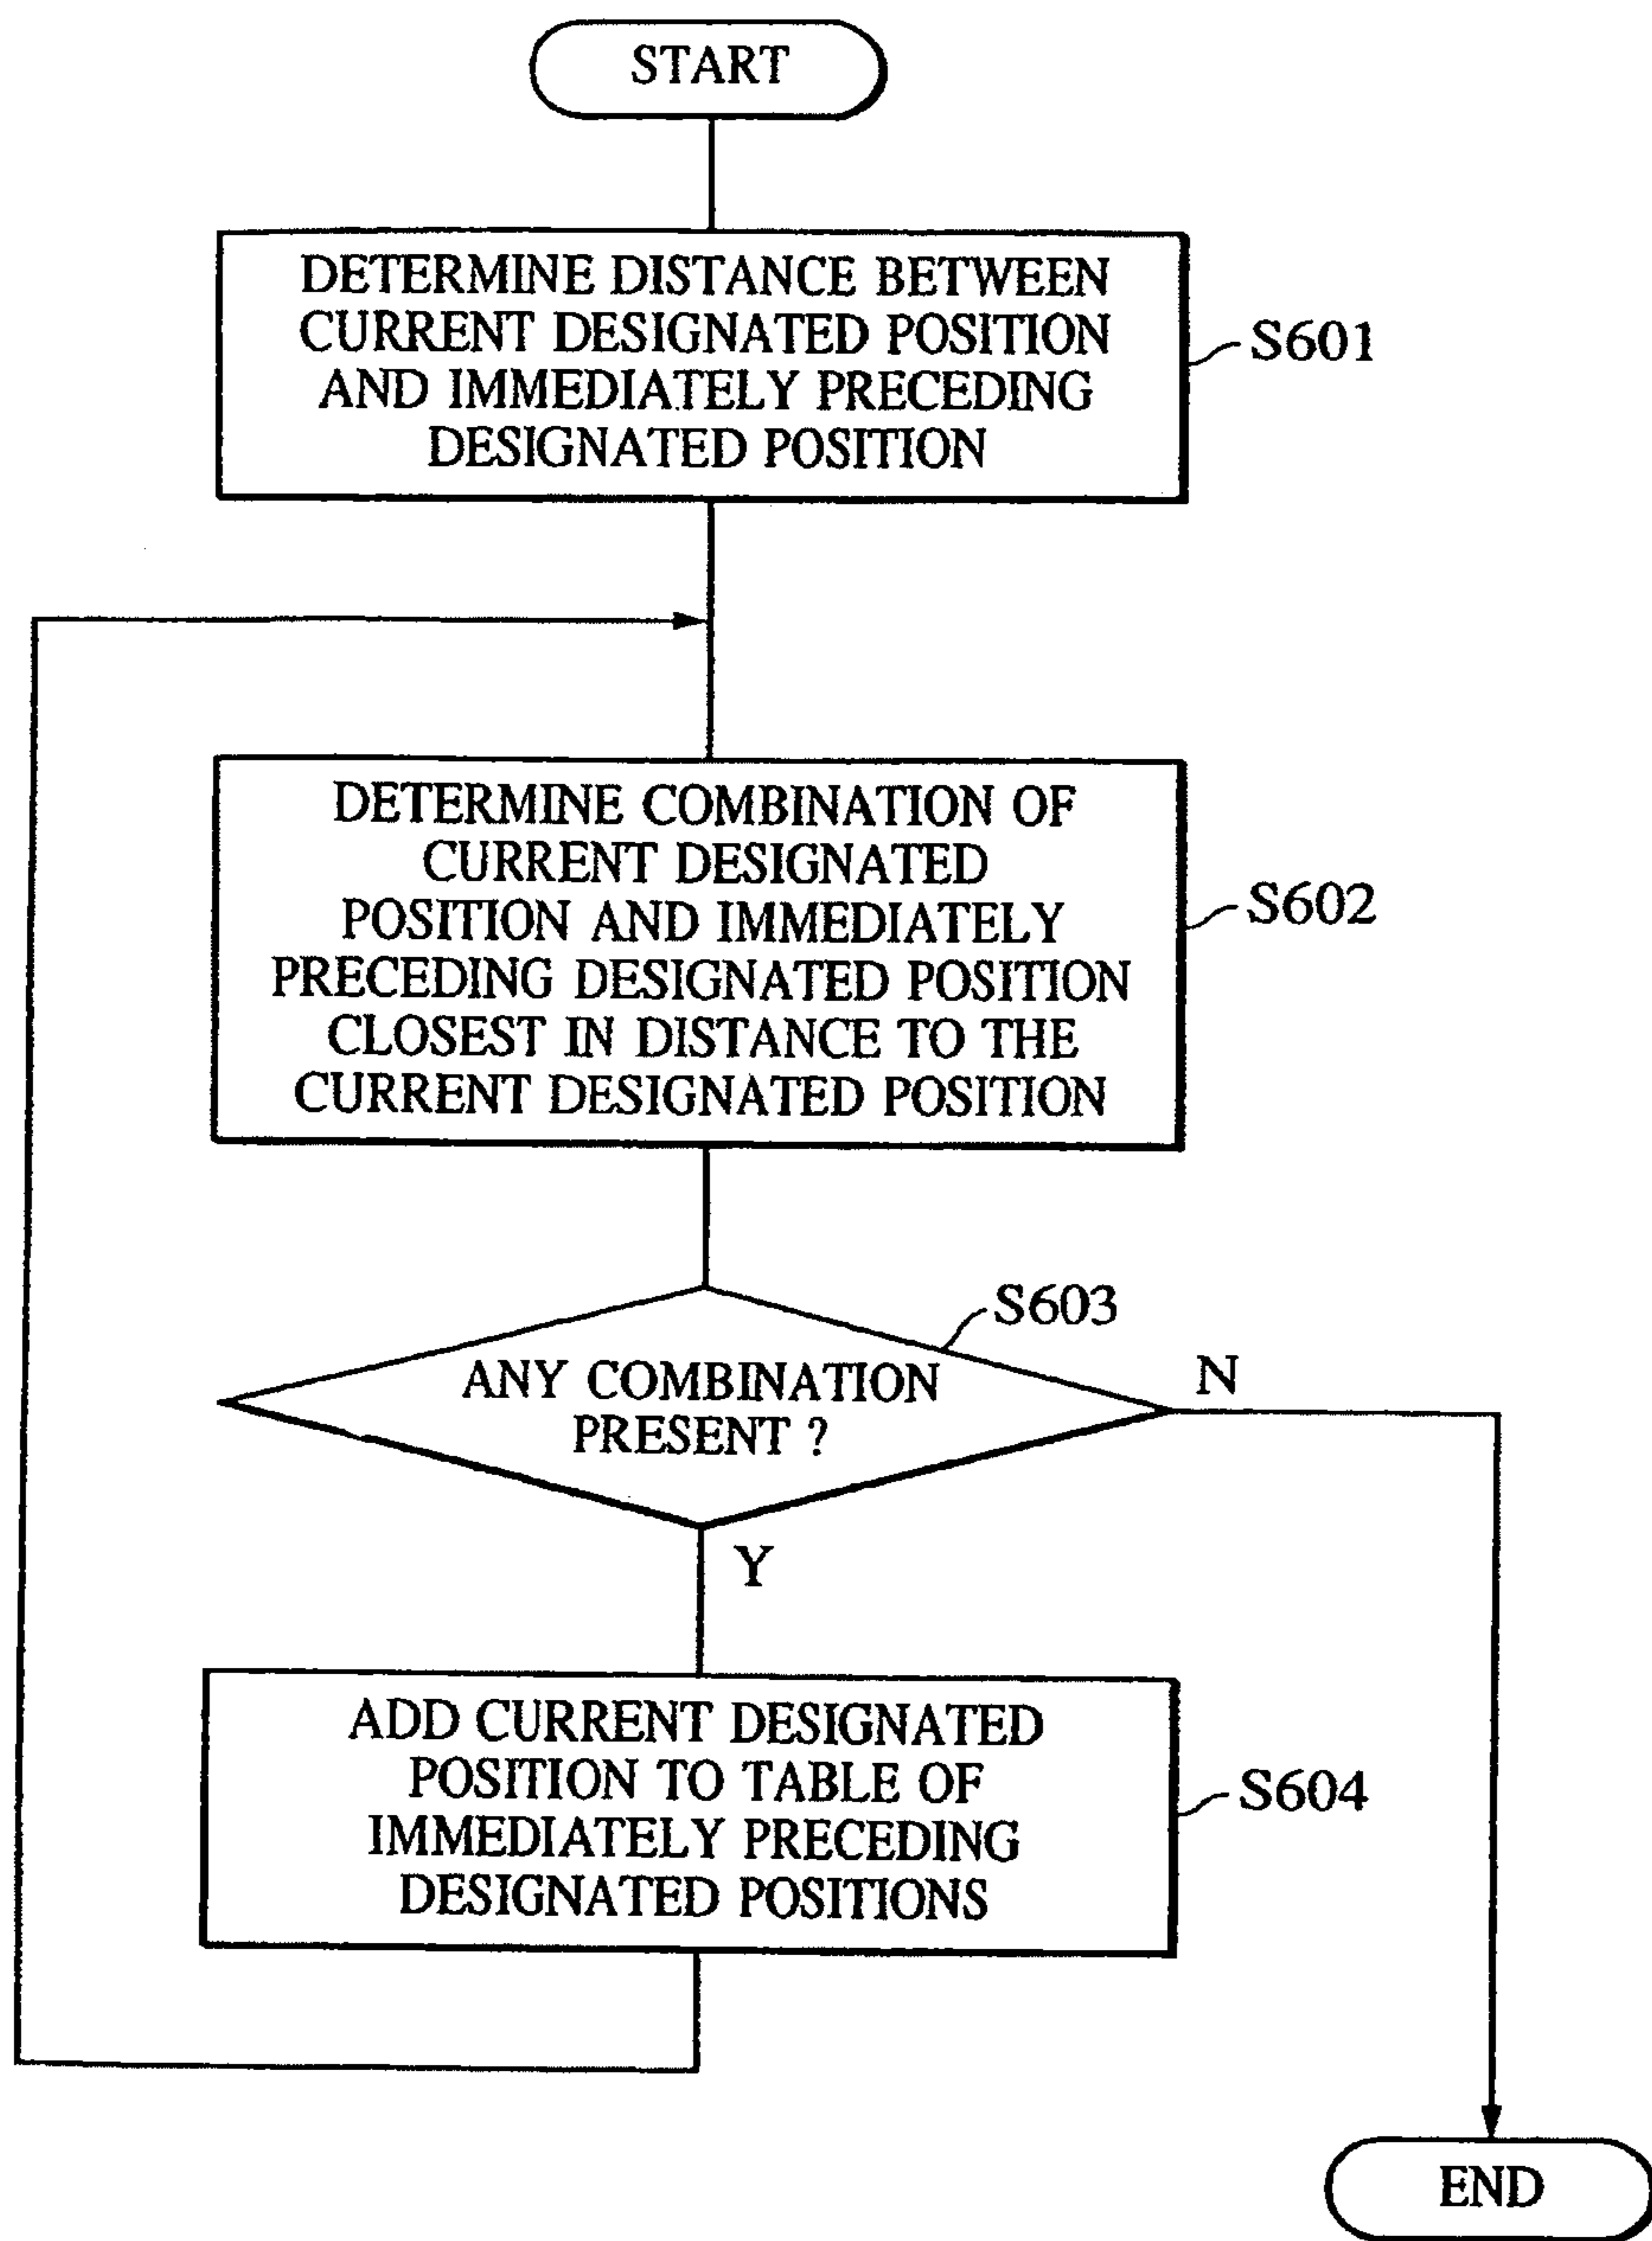 START
DETERMINE DISTANCE BETWEEN
CURRENT DESIGNATED POSITION
AND IMMEDIATELY PRECEDING
DESIGNATED POSITION
S601
DETERMINE COMBINATION OF
CURRENT DESIGNATED
POSITION AND IMMEDIATELY
PRECEDING DESIGNATED POSITION
CLOSEST IN DISTANCE TO THE
CURRENT DESIGNATED POSITION
S602
S603
ANY COMBINATION
PRESENT ?
N
Y
ADD CURRENT DESIGNATED
POSITION TO TABLE OF
IMMEDIATELY PRECEDING
DESIGNATED POSITIONS
S604
END